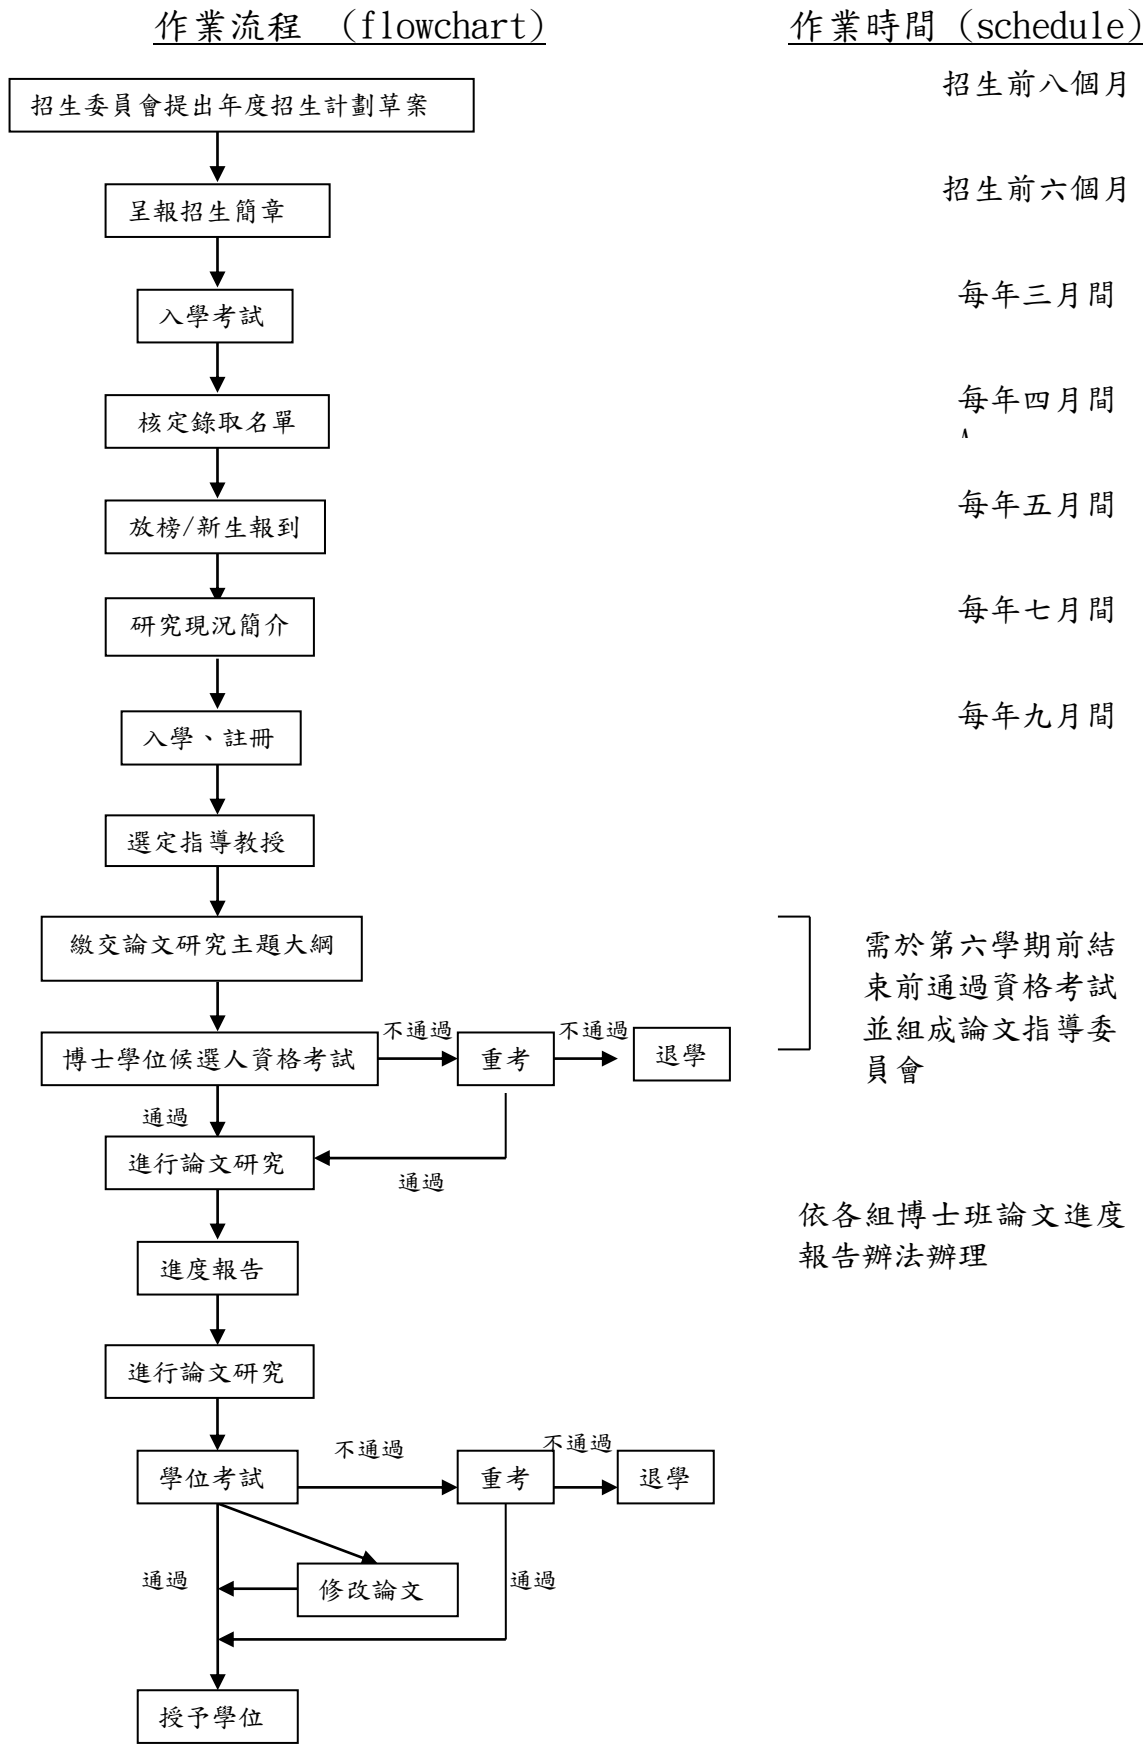 作業流程 (flowchart)
作業時間 (schedule)
招生委員會提出年度招生計劃草案
招生前八個月
呈報招生簡章
招生前六個月
入學考試
每年三月間
核定錄取名單
每年四月間
放榜/新生報到
每年五月間
研究現況簡介
每年七月間
入學、註冊
每年九月間
選定指導教授
繳交論文研究主題大綱
需於第六學期前結
束前通過資格考試
並組成論文指導委
員會
博士學位候選人資格考試
不通過
重考
不通過
退學
通過
進行論文研究
通過
依各組博士班論文進度
報告辦法辦理
進度報告
進行論文研究
學位考試
不通過
重考
不通過
退學
通過
修改論文
通過
授予學位